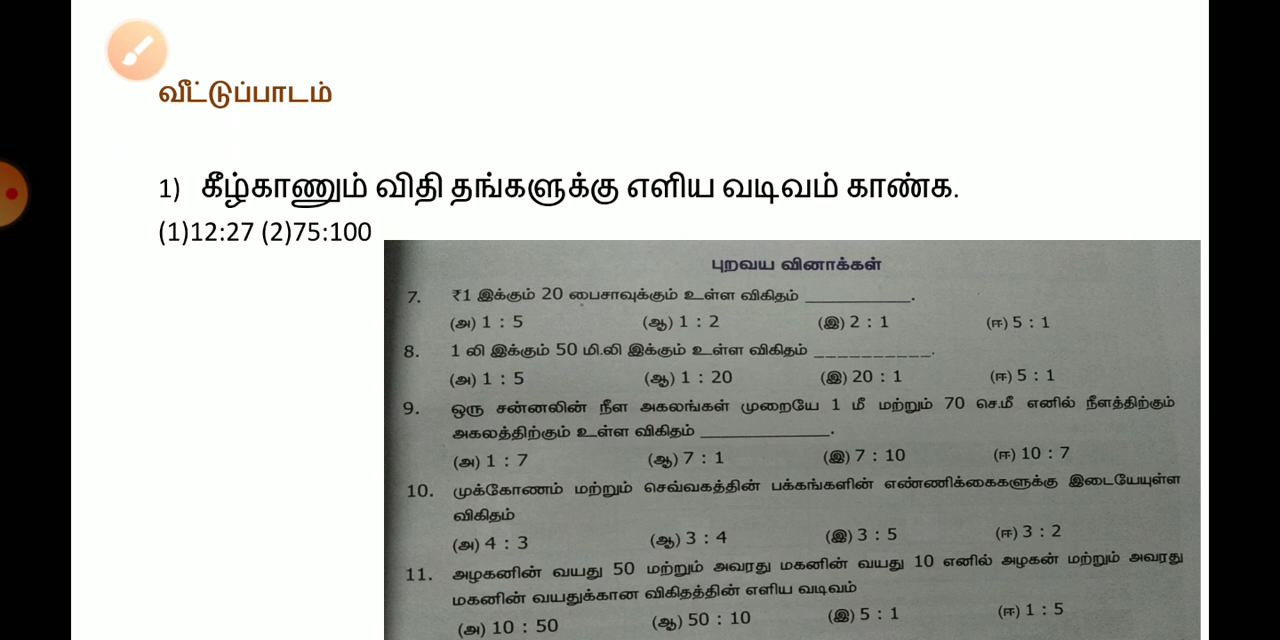 வீட்டுப்பாடம்
1) கீழ்காணும் விதி தங்களுக்கு எளிய வடிவம் காண்க.
(1)12:27 (2)75:100
புறவய வினாக்கள்
7. ₹1 இக்கும் 20 பைசாவுக்கும் உள்ள விகிதம் ___________.
(அ) 1 : 5 (ஆ) 1 : 2 (இ) 2 : 1 (ஈ) 5 : 1
8. 1 லி இக்கும் 50 மி.லி இக்கும் உள்ள விகிதம் __________.
(அ) 1 : 5 (ஆ) 1 : 20 (இ) 20 : 1 (ஈ) 5 : 1
9. ஒரு சன்னலின் நீள அகலங்கள் முறையே 1 மீ மற்றும் 70 செ.மீ எனில் நீளத்திற்கும்
அகலத்திற்கும் உள்ள விகிதம் _____________.
(அ) 1 : 7 (ஆ) 7 : 1 (இ) 7 : 10 (ஈ) 10 : 7
10. முக்கோணம் மற்றும் செவ்வகத்தின் பக்கங்களின் எண்ணிக்கைகளுக்கு இடையேயுள்ள
விகிதம்
(அ) 4 : 3 (ஆ) 3 : 4 (இ) 3 : 5 (ஈ) 3 : 2
11. அழகனின் வயது 50 மற்றும் அவரது மகனின் வயது 10 எனில் அழகன் மற்றும் அவரது
மகனின் வயதுக்கான விகிதத்தின் எளிய வடிவம்
(அ) 10 : 50 (ஆ) 50 : 10 (இ) 5 : 1 (ஈ) 1 : 5